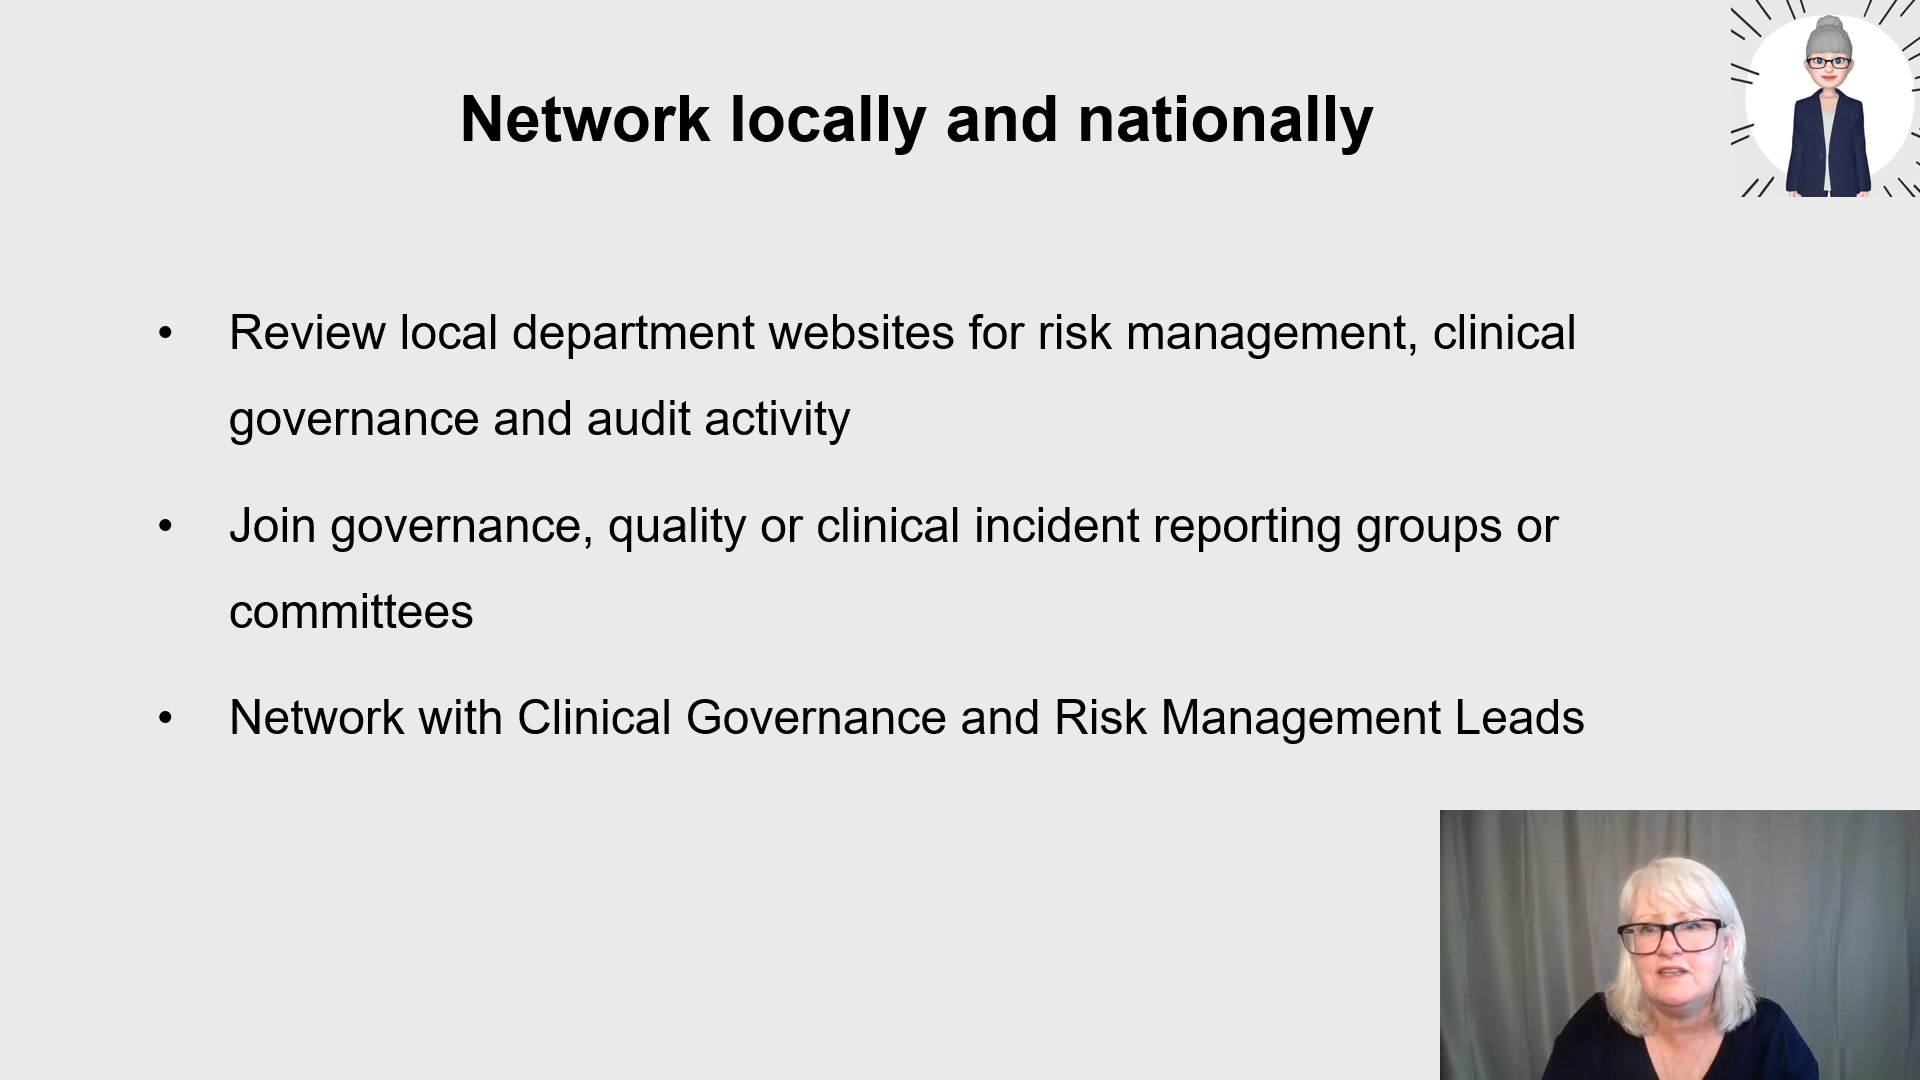 Network locally and nationally
• Review local department websites for risk management, clinical
governance and audit activity
• Join governance, quality or clinical incident reporting groups or
committees
• Network with Clinical Governance and Risk Management Leads